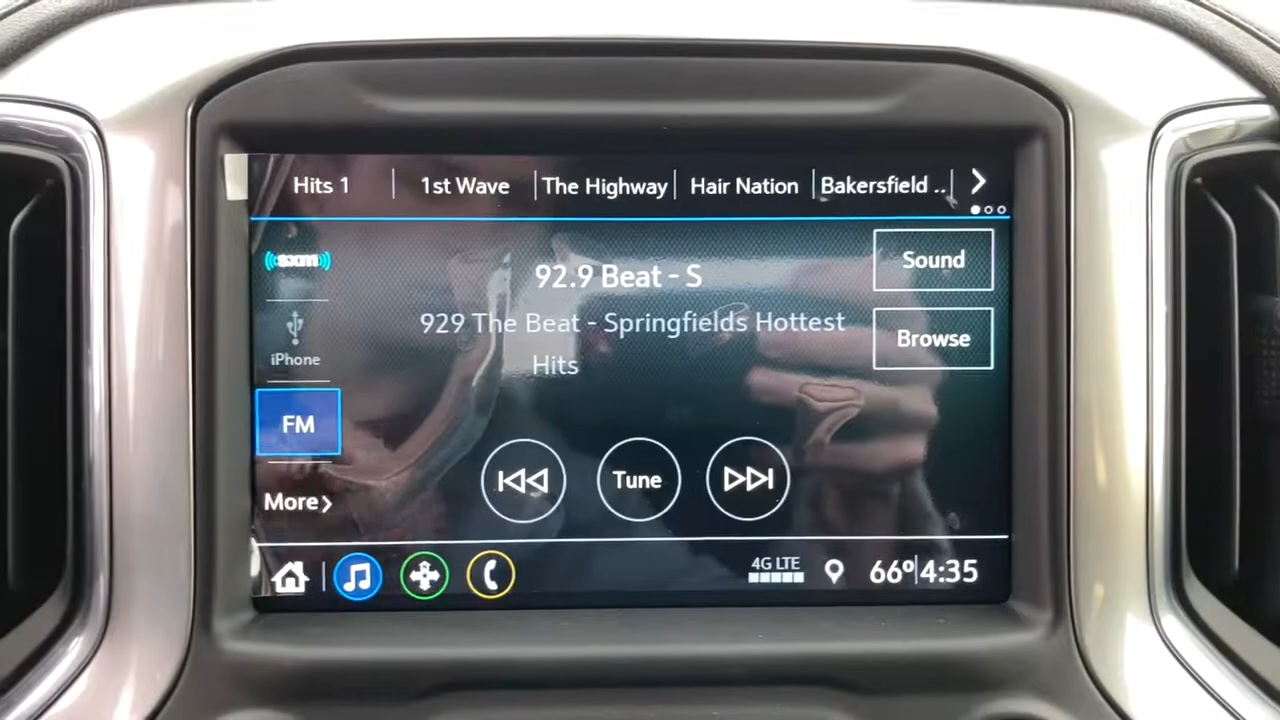 Hits 1
1st Wave
The Highway
Hair Nation
Bakersfield ..
sxm
92.9 Beat - S
Sound
929 The Beat - Springfields Hottest
Hits
Browse
iPhone
FM
Tune
More
4G LTE
66° 4:35